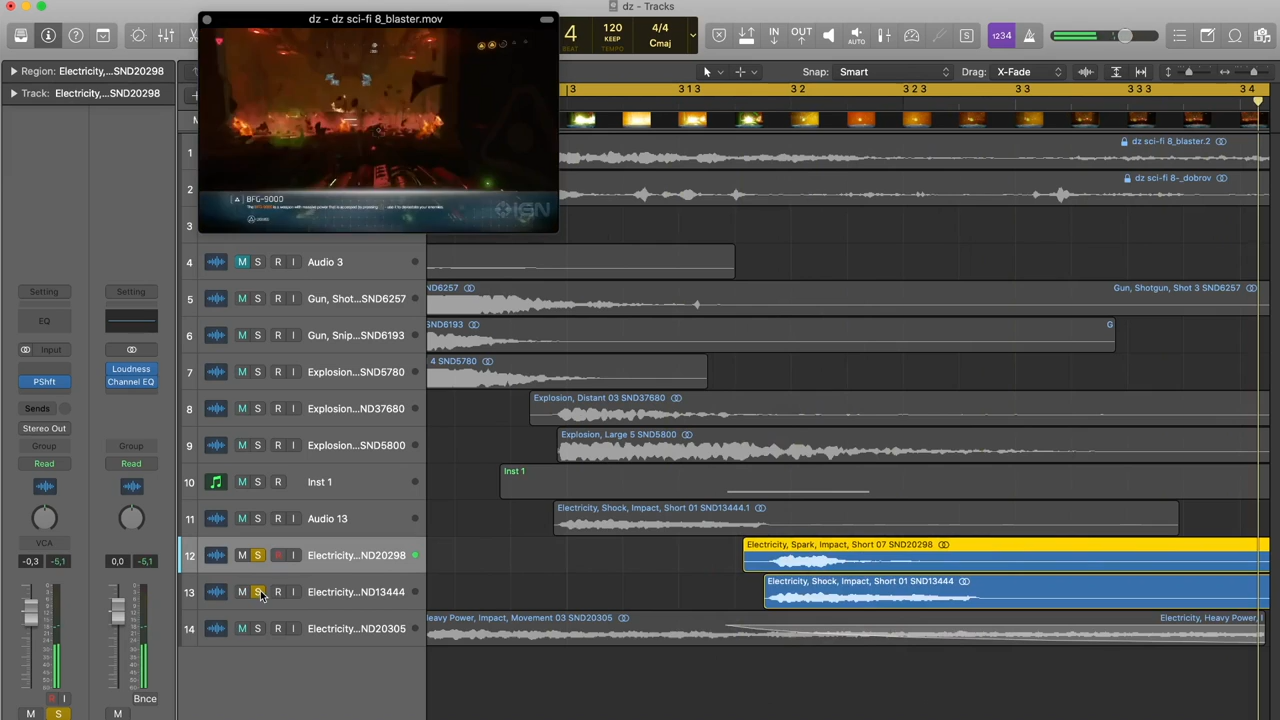 dz - Tracks
dz - dz sci-fi 8_blaster.mov
4
BEAT
120
KEEP
TEMPO
4/4
Cmaj
IN
OUT
AUTO
S
1234
Region: Electricity,...SND20298
Track: Electricity,...SND20298
Snap: Smart
Drag: X-Fade
3
3 1 3
3 2
3 2 3
3 3
3 3 3
3 4
BFG-9000
IGN
1
dz sci-fi 8_blaster.2
2
dz sci-fi 8-_dobrov
3
4 M S R I Audio 3
5 M S R I Gun, Shot...SND6257
SND6257
Gun, Shotgun, Shot 3 SND6257
6 M S R I Gun, Snip...SND6193
SND6193
G
7 M S R I Explosion...SND5780
4 SND5780
8 M S R I Explosion...ND37680
Explosion, Distant 03 SND37680
9 M S R I Explosion...SND5800
Explosion, Large 5 SND5800
10 M S R Inst 1
Inst 1
11 M S R I Audio 13
Electricity, Shock, Impact, Short 01 SND13444.1
12 M S R I Electricity...ND20298
Electricity, Spark, Impact, Short 07 SND20298
13 M S R I Electricity...ND13444
Electricity, Shock, Impact, Short 01 SND13444
14 M S R I Electricity...ND20305
Heavy Power, Impact, Movement 03 SND20305
Electricity, Heavy Power, I
Setting
Setting
EQ
Input
Loudness
PShft
Channel EQ
Sends
Stereo Out
Group
Group
Read
Read
VCA
-0,3
-5,1
0,0
-5,1
R I
Bnce
M S
M